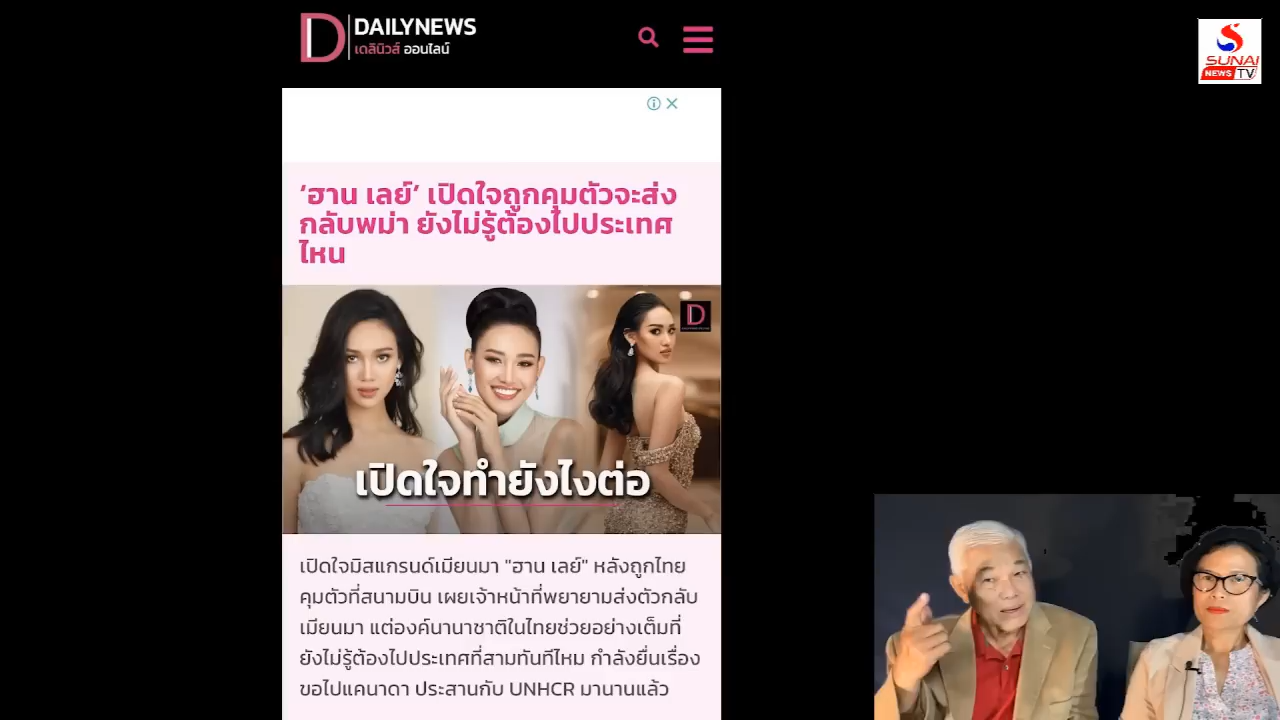 DAILYNEWS
เดลินิวส์ ออนไลน์
SUNAI
NEWS TV
‘ฮาน เลย์’ เปิดใจถูกคุมตัวจะส่ง
กลับพม่า ยังไม่รู้ต้องไปประเทศ
ไหน
เปิดใจทำยังไงต่อ
เปิดใจมิสแกรนด์เมียนมา "ฮาน เลย์" หลังถูกไทย
คุมตัวที่สนามบิน เผยเจ้าหน้าที่พยายามส่งตัวกลับ
เมียนมา แต่องค์นานาชาติในไทยช่วยอย่างเต็มที่
ยังไม่รู้ต้องไปประเทศที่สามทันทีไหม กำลังยื่นเรื่อง
ขอไปแคนาดา ประสานกับ UNHCR มานานแล้ว